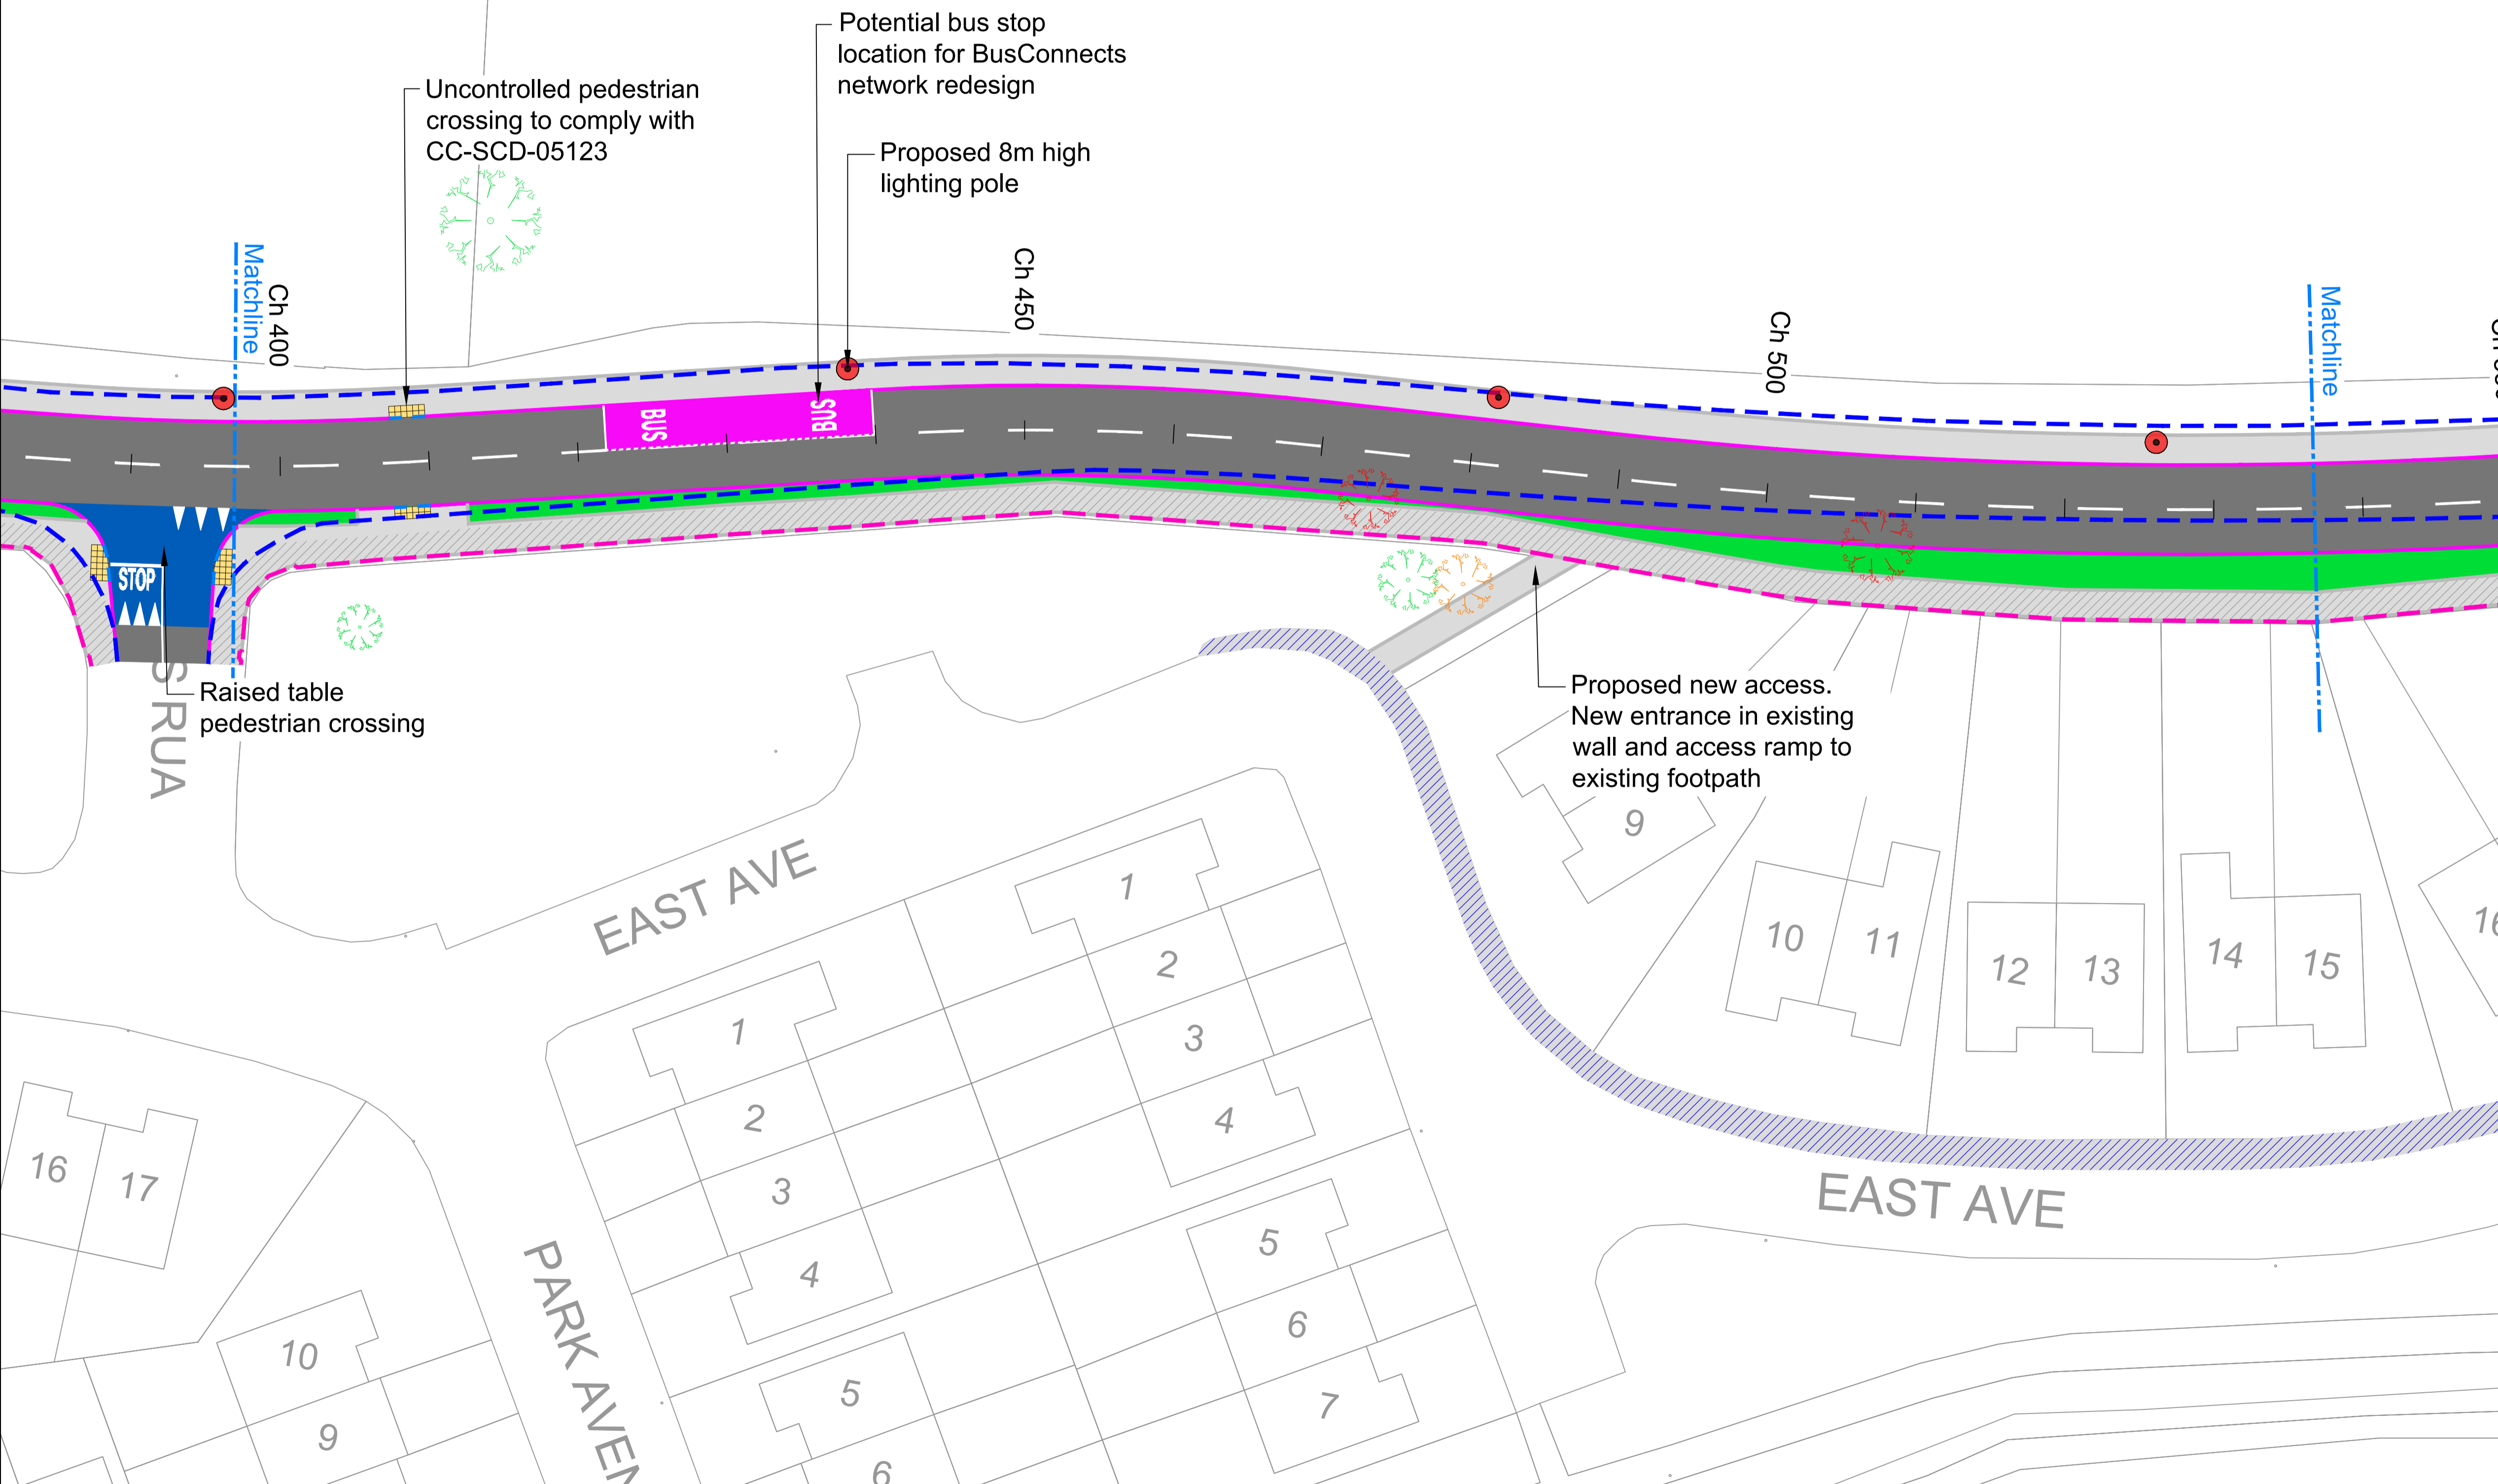 Potential bus stop
location for BusConnects
network redesign
Uncontrolled pedestrian
crossing to comply with
CC-SCD-05123
Proposed 8m high
lighting pole
Matchline
Ch 400
Ch 450
Ch 500
Matchline
BUS
BUS
STOP
S RUA
Raised table
pedestrian crossing
Proposed new access.
New entrance in existing
wall and access ramp to
existing footpath
EAST AVE
9
10
11
12
13
14
15
16
1
2
3
4
5
6
7
1
2
3
4
5
6
EAST AVE
PARK AVEN
16
17
10
9